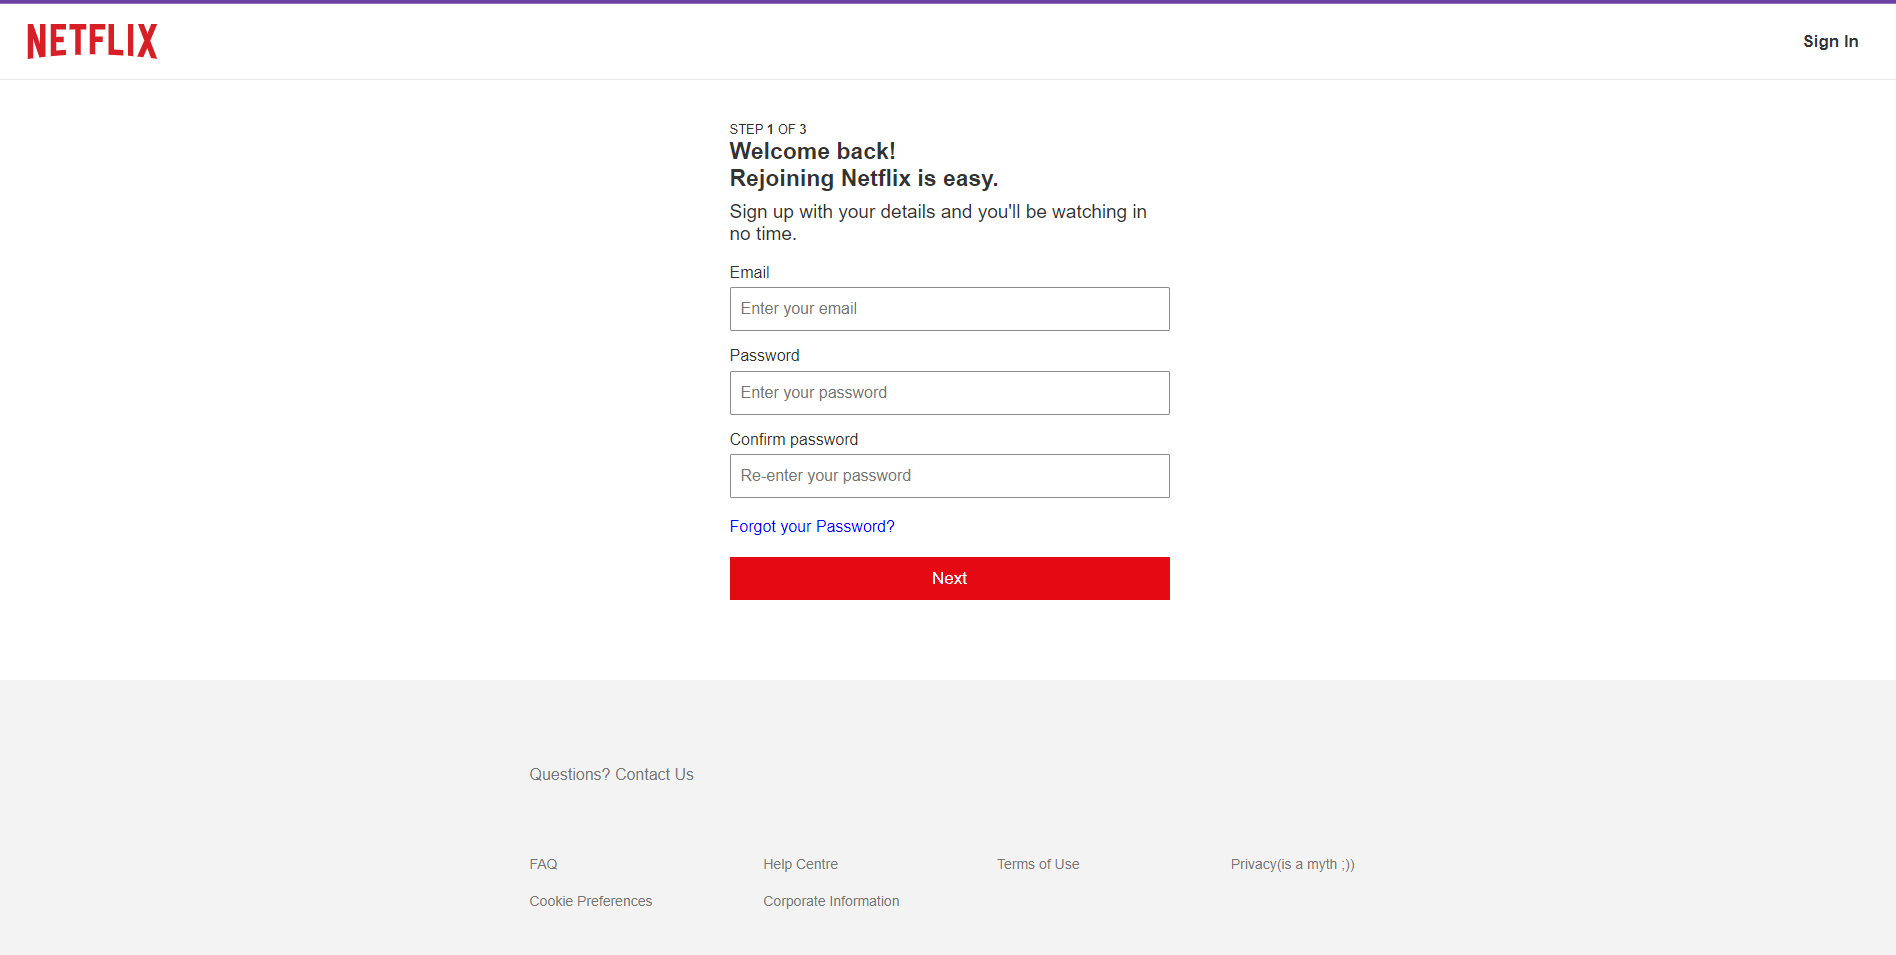 NETFLIX
Sign In
STEP 1 OF 3
Welcome back!
Rejoining Netflix is easy.
Sign up with your details and you'll be watching in
no time.
Email
Enter your email
Password
Enter your password
Confirm password
Re-enter your password
Forgot your Password?
Next
Questions? Contact Us
FAQ
Help Centre
Terms of Use
Privacy(is a myth ;))
Cookie Preferences
Corporate Information